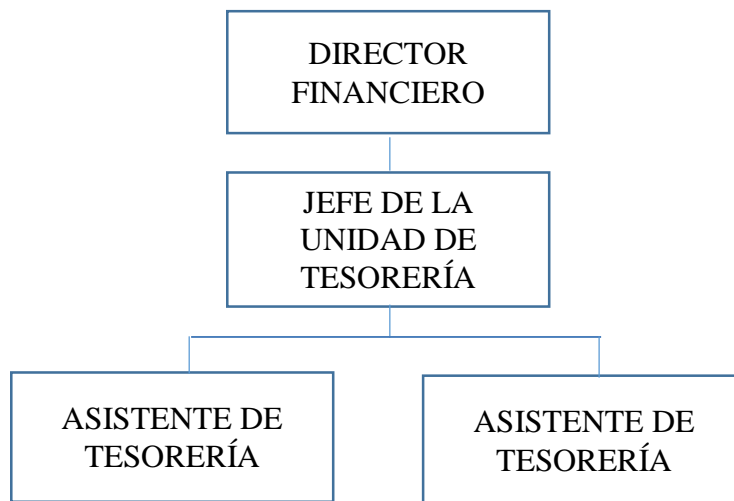 DIRECTOR
FINANCIERO
JEFE DE LA
UNIDAD DE
TESORERÍA
ASISTENTE DE
TESORERÍA
ASISTENTE DE
TESORERÍA